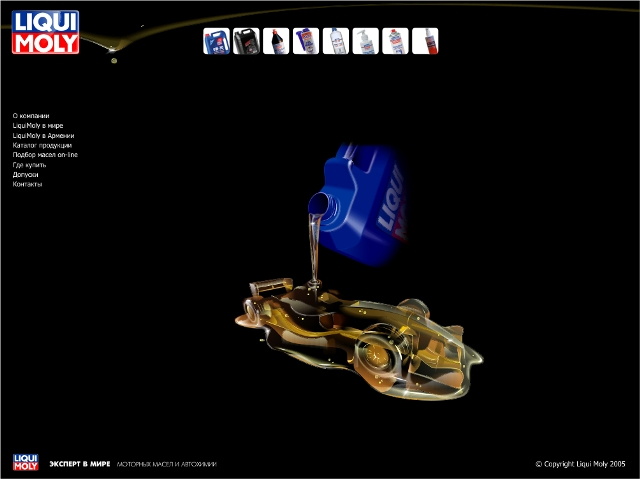 LIQUI
MOLY
О компании
LiquiMoly в мире
LiquiMoly в Армении
Каталог продукции
Подбор масел on-line
Где купить
Допуски
Контакты
LIQUI
LIQUI
MOLY
ЭКСПЕРТ В МИРЕ МОТОРНЫХ МАСЕЛ И АВТОХИМИИ
© Copyright Liqui Moly 2005